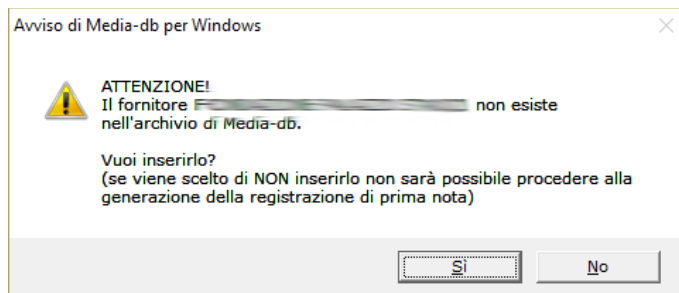 Avviso di Media-db per Windows
ATTENZIONE!
Il fornitore non esiste
nell'archivio di Media-db.
Vuoi inserirlo?
(se viene scelto di NON inserirlo non sarà possibile procedere alla
generazione della registrazione di prima nota)
Sì
No